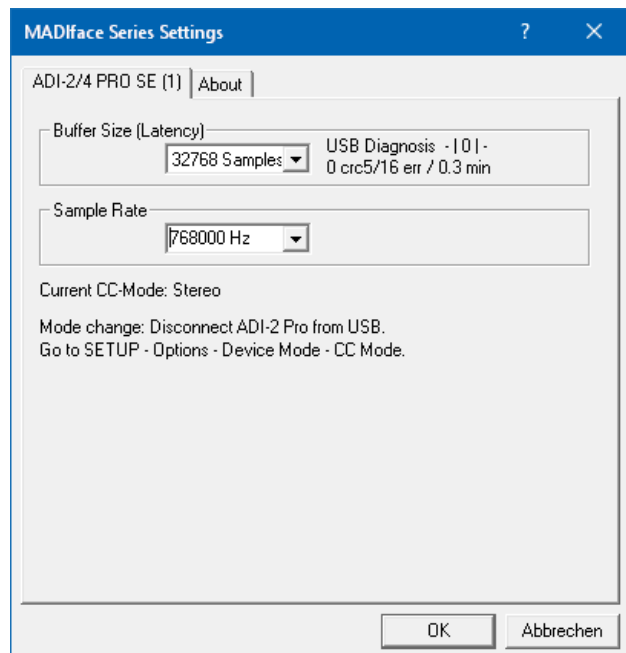 MADIface Series Settings ? ×
ADI-2/4 PRO SE (1) About
Buffer Size (Latency)
32768 Samples
USB Diagnosis - | 0 | -
0 crc5/16 err / 0.3 min
Sample Rate
768000 Hz
Current CC-Mode: Stereo
Mode change: Disconnect ADI-2 Pro from USB.
Go to SETUP - Options - Device Mode - CC Mode.
OK Abbrechen